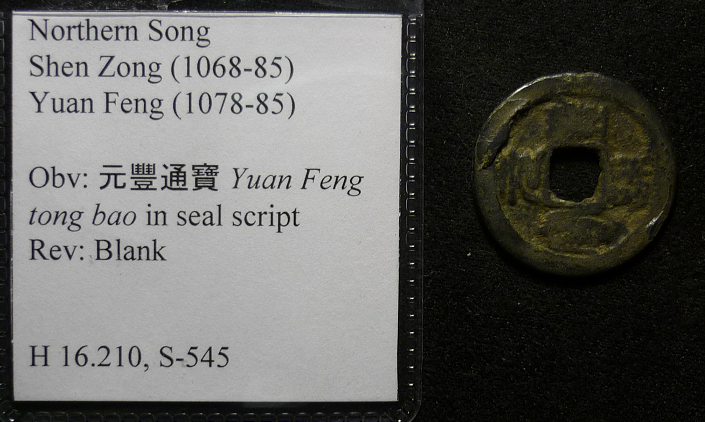 Northern Song
Shen Zong (1068-85)
Yuan Feng (1078-85)
Obv: 元豐通寶 Yuan Feng
tong bao in seal script
Rev: Blank
H 16.210, S-545